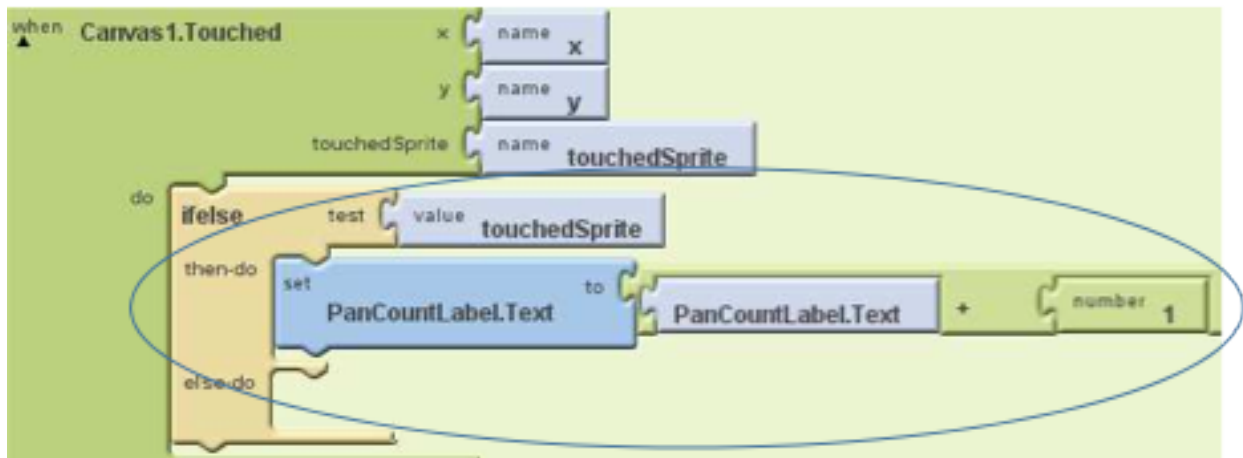 when Canvas1.Touched x name x
y name y
touchedSprite name touchedSprite
do ifelse test value touchedSprite
then-do set PanCountLabel.Text to PanCountLabel.Text + number 1
else-do